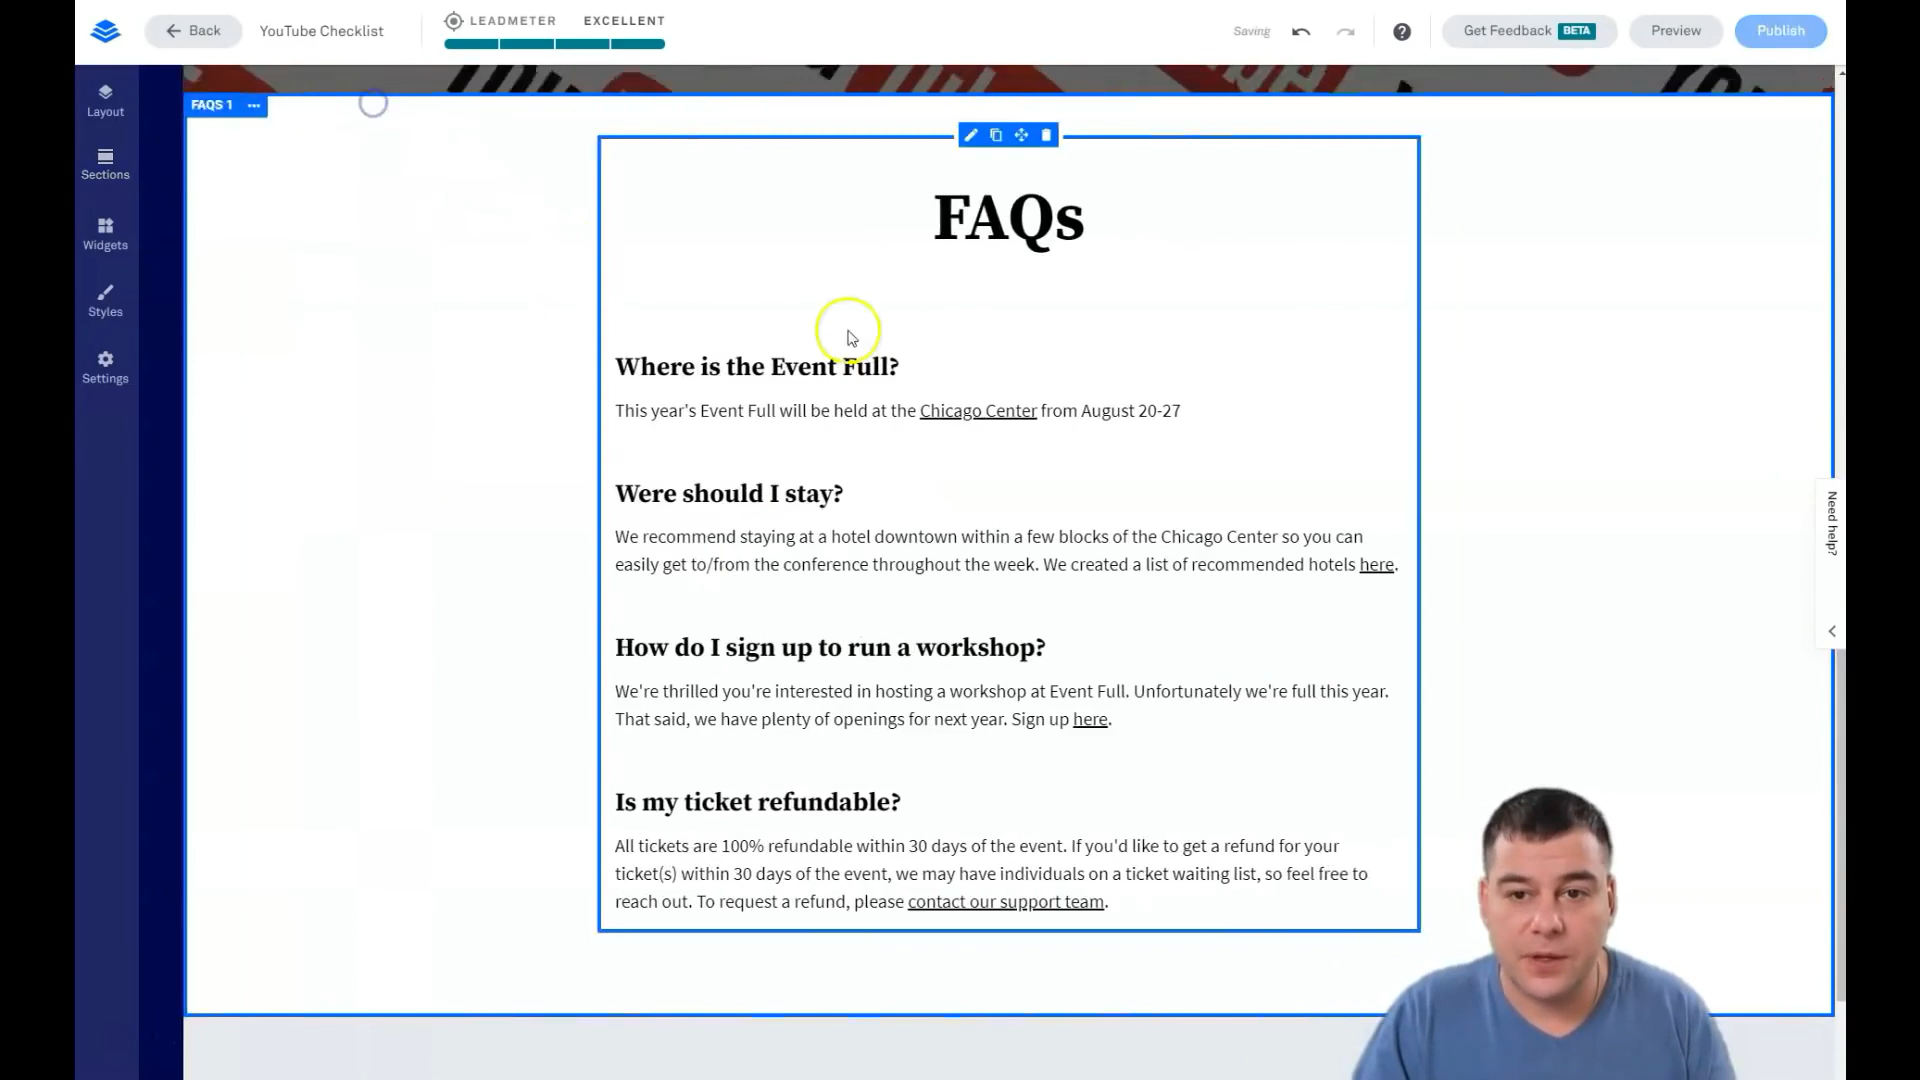 Back
YouTube Checklist
LEADMETER EXCELLENT
Saving
Get Feedback BETA
Preview
Publish
Layout
Sections
Widgets
Styles
Settings
FAQS 1
FAQs
Where is the Event Full?
This year's Event Full will be held at the Chicago Center from August 20-27
Were should I stay?
We recommend staying at a hotel downtown within a few blocks of the Chicago Center so you can
easily get to/from the conference throughout the week. We created a list of recommended hotels here.
How do I sign up to run a workshop?
We're thrilled you're interested in hosting a workshop at Event Full. Unfortunately we're full this year.
That said, we have plenty of openings for next year. Sign up here.
Is my ticket refundable?
All tickets are 100% refundable within 30 days of the event. If you'd like to get a refund for your
ticket(s) within 30 days of the event, we may have individuals on a ticket waiting list, so feel free to
reach out. To request a refund, please contact our support team.
Need help?